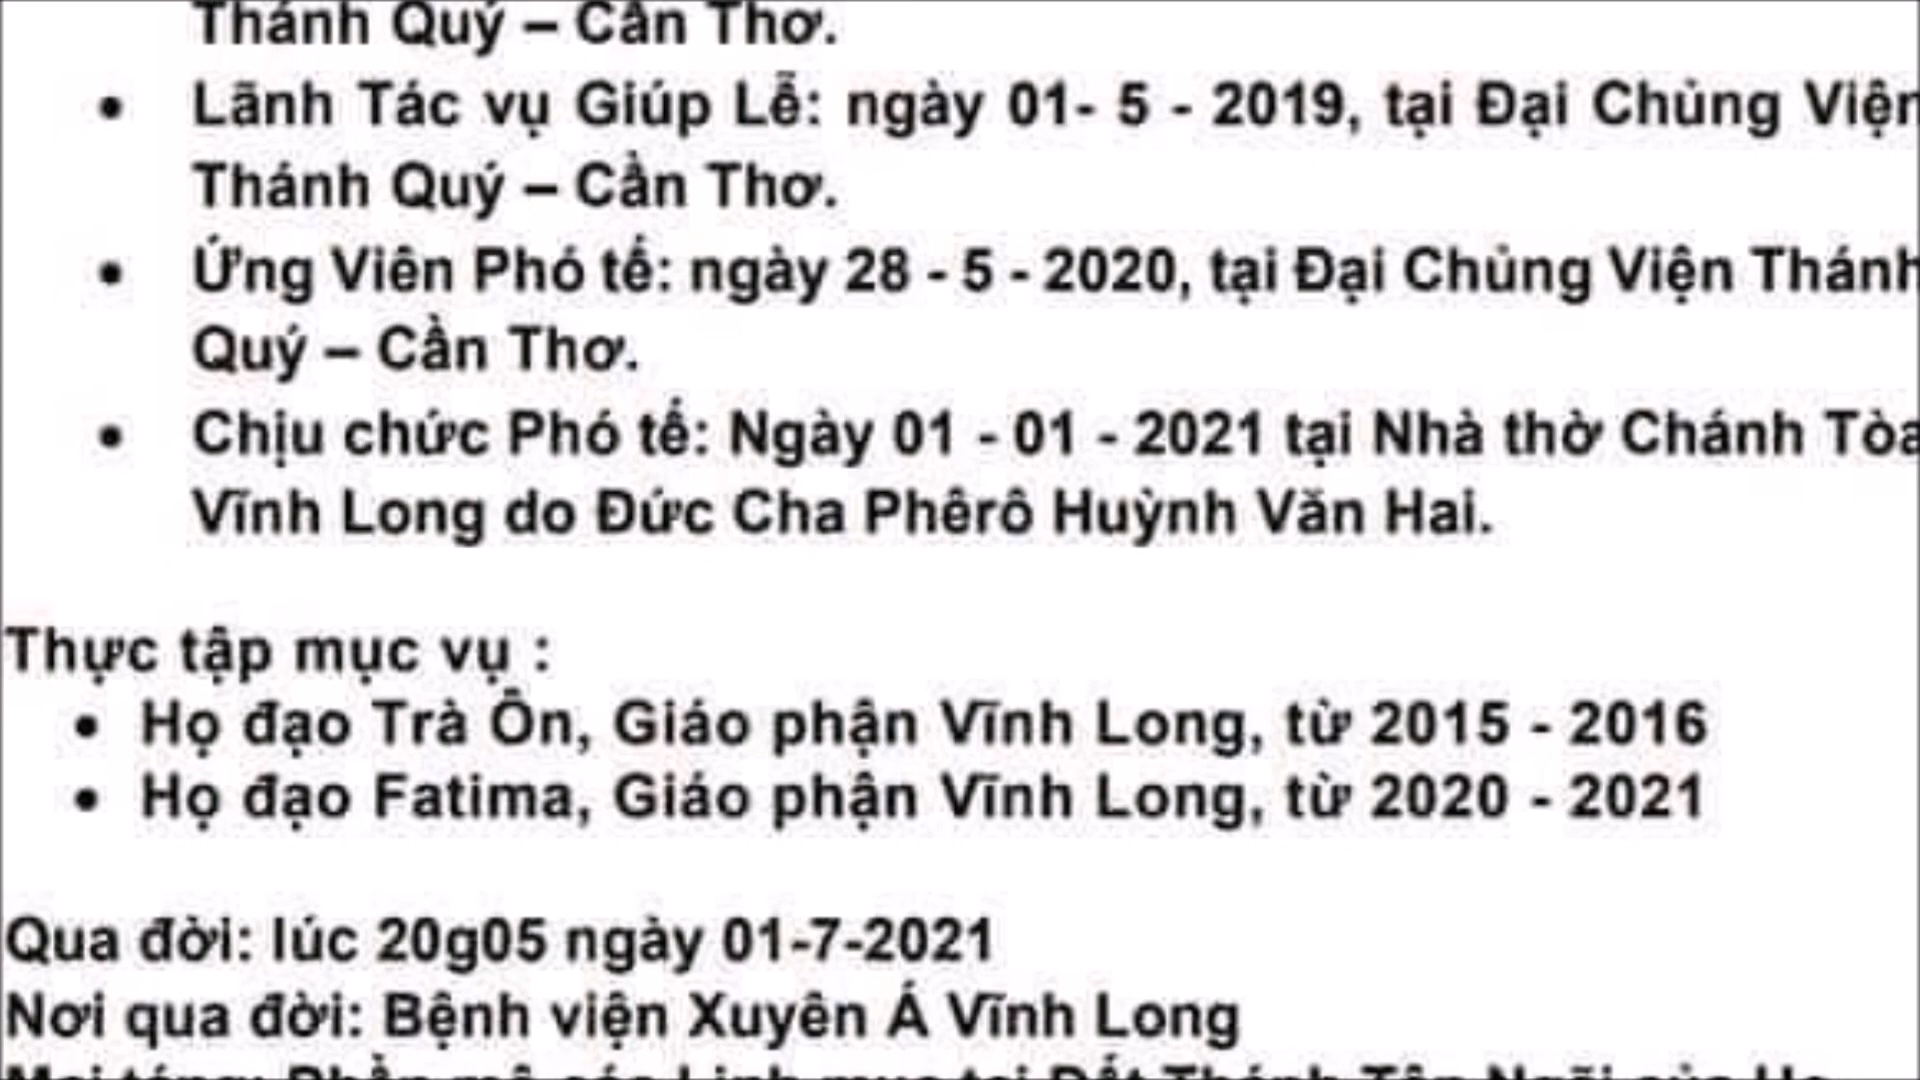 Thánh Quý – Cần Thơ.
• Lãnh Tác vụ Giúp Lễ: ngày 01- 5 - 2019, tại Đại Chủng Viện
Thánh Quý – Cần Thơ.
• Ứng Viên Phó tế: ngày 28 - 5 - 2020, tại Đại Chủng Viện Thánh
Quý – Cần Thơ.
• Chịu chức Phó tế: Ngày 01 - 01 - 2021 tại Nhà thờ Chánh Tòa
Vĩnh Long do Đức Cha Phêrô Huỳnh Văn Hai.
Thực tập mục vụ :
• Họ đạo Trà Ôn, Giáo phận Vĩnh Long, từ 2015 - 2016
• Họ đạo Fatima, Giáo phận Vĩnh Long, từ 2020 - 2021
Qua đời: lúc 20g05 ngày 01-7-2021
Nơi qua đời: Bệnh viện Xuyên Á Vĩnh Long
Linh mục tại Đất Thánh